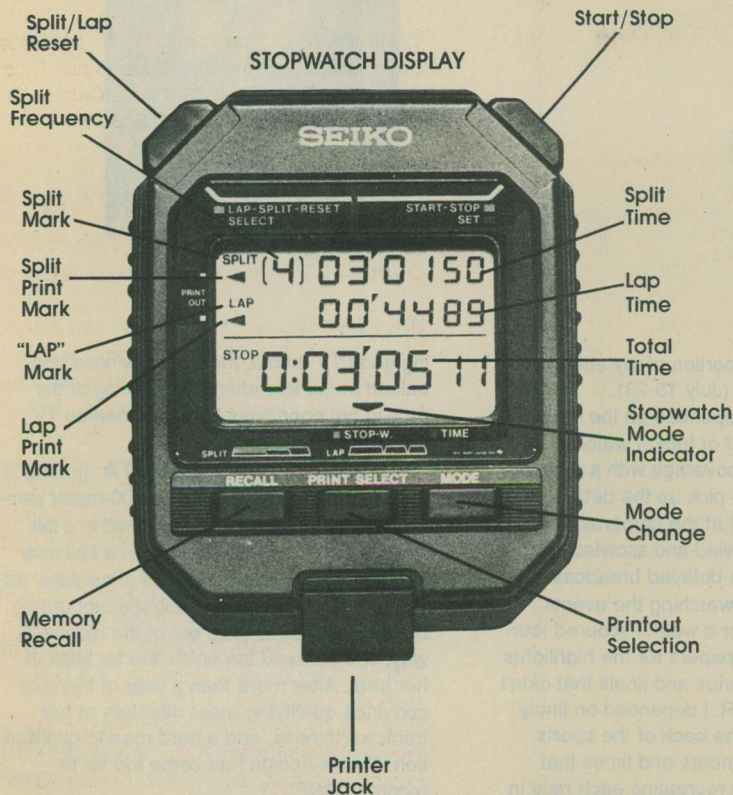 Split/Lap
Reset
Start/Stop
STOPWATCH DISPLAY
Split
Frequency
SEIKO
LAP-SPLIT-RESET
SELECT
START-STOP
SET
Split
Mark
Split
Time
SPLIT
(4) 03'0150
Split
Print
Mark
PRINT
OUT
LAP
00'4489
Lap
Time
"LAP"
Mark
STOP
0:03'0511
Total
Time
Lap
Print
Mark
STOP-W.
TIME
Stopwatch
Mode
Indicator
SPLIT
LAP
RECALL
PRINT SELECT
MODE
Mode
Change
Memory
Recall
Printout
Selection
Printer
Jack